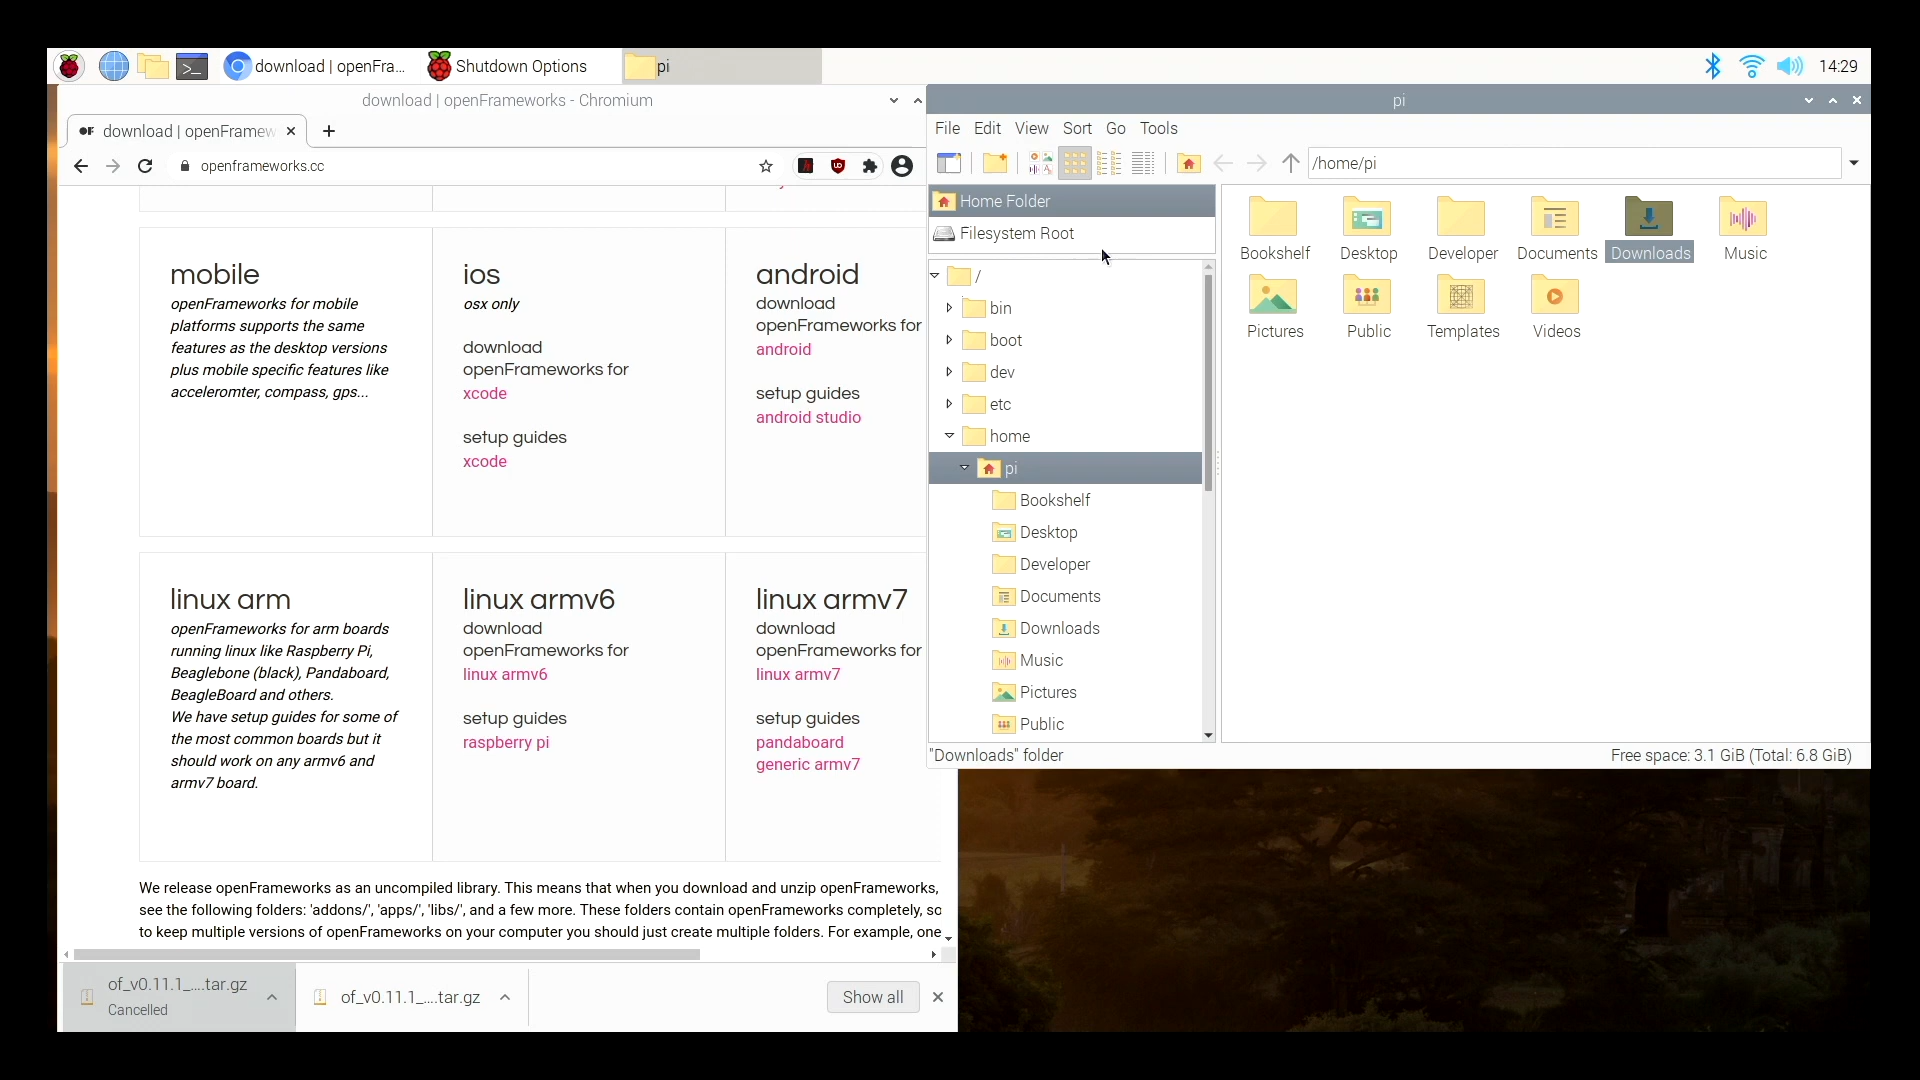 download | openFra...
Shutdown Options
pi
14:29
download | openFrameworks - Chromium
download | openFramew
openframeworks.cc
mobile
openFrameworks for mobile
platforms supports the same
features as the desktop versions
plus mobile specific features like
acceleromter, compass, gps...
ios
osx only
download
openFrameworks for
xcode
setup guides
xcode
android
download
openFrameworks for
android
setup guides
android studio
linux arm
openFrameworks for arm boards
running linux like Raspberry Pi,
Beaglebone (black), Pandaboard,
BeagleBoard and others.
We have setup guides for some of
the most common boards but it
should work on any armv6 and
armv7 board.
linux armv6
download
openFrameworks for
linux armv6
setup guides
raspberry pi
linux armv7
download
openFrameworks for
linux armv7
setup guides
pandaboard
generic armv7
We release openFrameworks as an uncompiled library. This means that when you download and unzip openFrameworks,
see the following folders: 'addons/', 'apps/', 'libs/', and a few more. These folders contain openFrameworks completely, so
to keep multiple versions of openFrameworks on your computer you should just create multiple folders. For example, one
of_v0.11.1_....tar.gz
Cancelled
of_v0.11.1_....tar.gz
Show all
pi
File Edit View Sort Go Tools
/home/pi
Home Folder
Filesystem Root
/
bin
boot
dev
etc
home
pi
Bookshelf
Desktop
Developer
Documents
Downloads
Music
Pictures
Public
Bookshelf Desktop Developer Documents Downloads Music
Pictures Public Templates Videos
"Downloads" folder
Free space: 3.1 GiB (Total: 6.8 GiB)